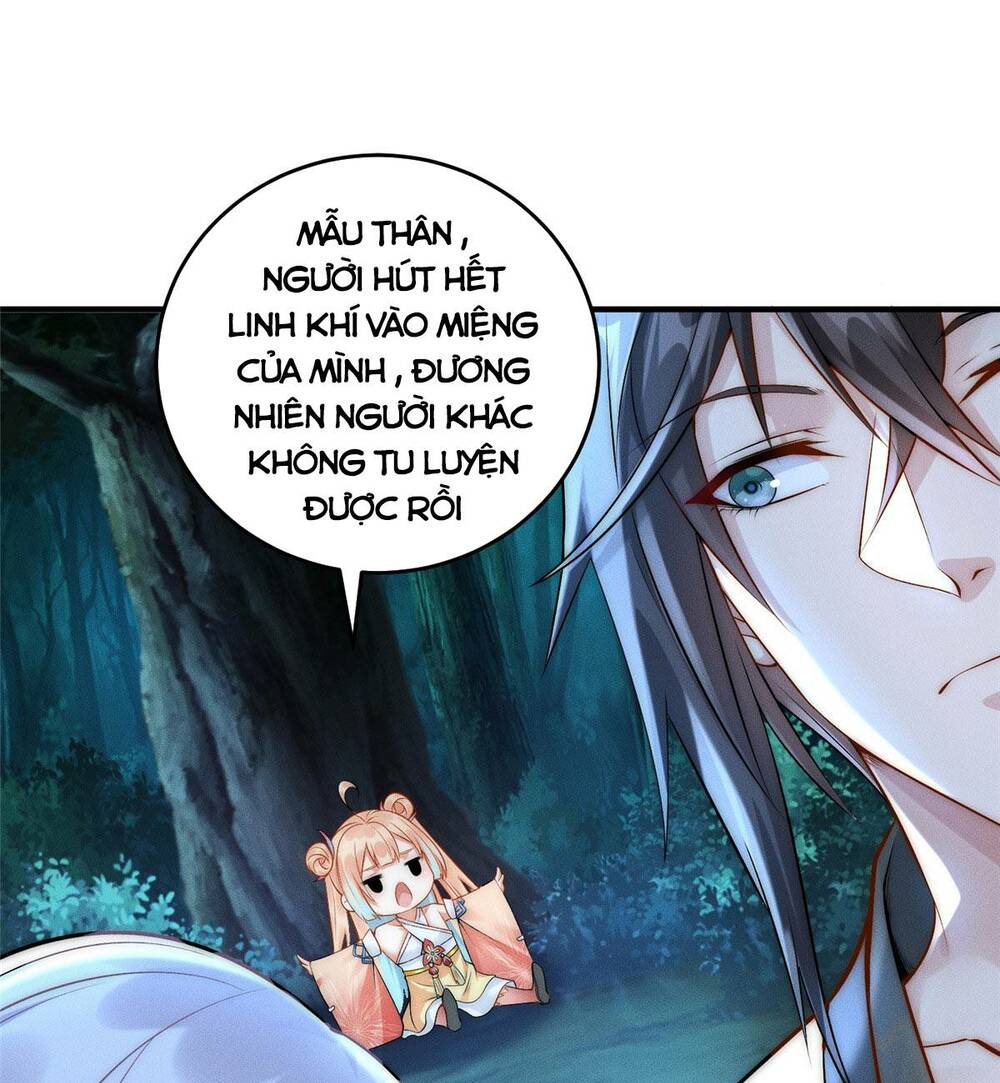 MẪU THÂN ,
NGƯỜI HÚT HẾT
LINH KHÍ VÀO MIỆNG
CỦA MÌNH , ĐƯƠNG
NHIÊN NGƯỜI KHÁC
KHÔNG TU LUYỆN
ĐƯỢC RỒI